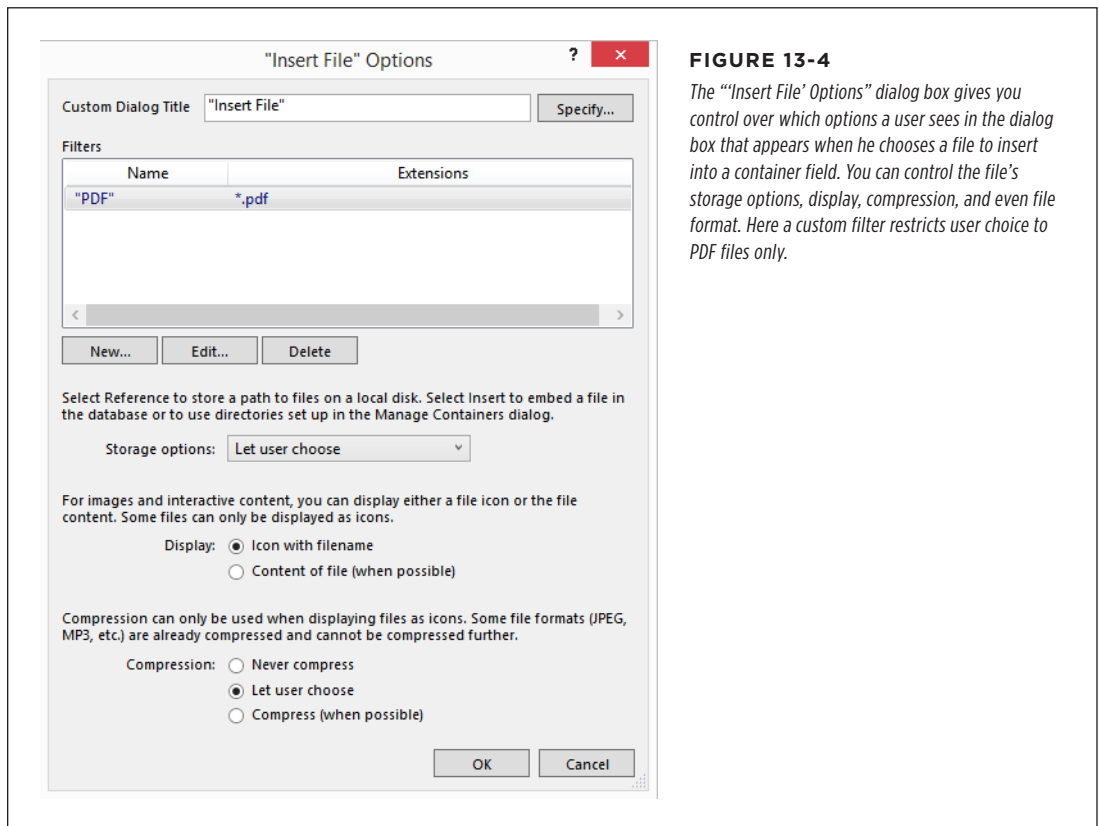 "Insert File" Options
?
×
Custom Dialog Title
"Insert File"
Specify...
Filters
Name
Extensions
"PDF"
*.pdf
<
>
New...
Edit...
Delete
Select Reference to store a path to files on a local disk. Select Insert to embed a file in
the database or to use directories set up in the Manage Containers dialog.
Storage options:
Let user choose
For images and interactive content, you can display either a file icon or the file
content. Some files can only be displayed as icons.
Display:
Icon with filename
Content of file (when possible)
Compression can only be used when displaying files as icons. Some file formats (JPEG,
MP3, etc.) are already compressed and cannot be compressed further.
Compression:
Never compress
Let user choose
Compress (when possible)
OK
Cancel
FIGURE 13-4
The “‘Insert File’ Options” dialog box gives you
control over which options a user sees in the dialog
box that appears when he chooses a file to insert
into a container field. You can control the file’s
storage options, display, compression, and even file
format. Here a custom filter restricts user choice to
PDF files only.